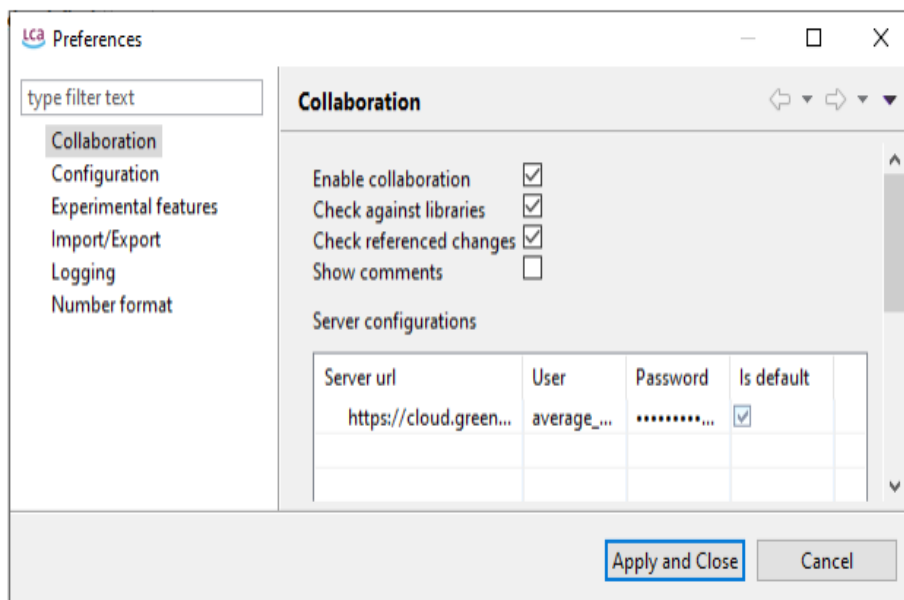 LCa Preferences
type filter text
Collaboration
Configuration
Experimental features
Import/Export
Logging
Number format
Collaboration
Enable collaboration
Check against libraries
Check referenced changes
Show comments
Server configurations
Server url User Password Is default
https://cloud.green... average_... •••••••••...
Apply and Close Cancel